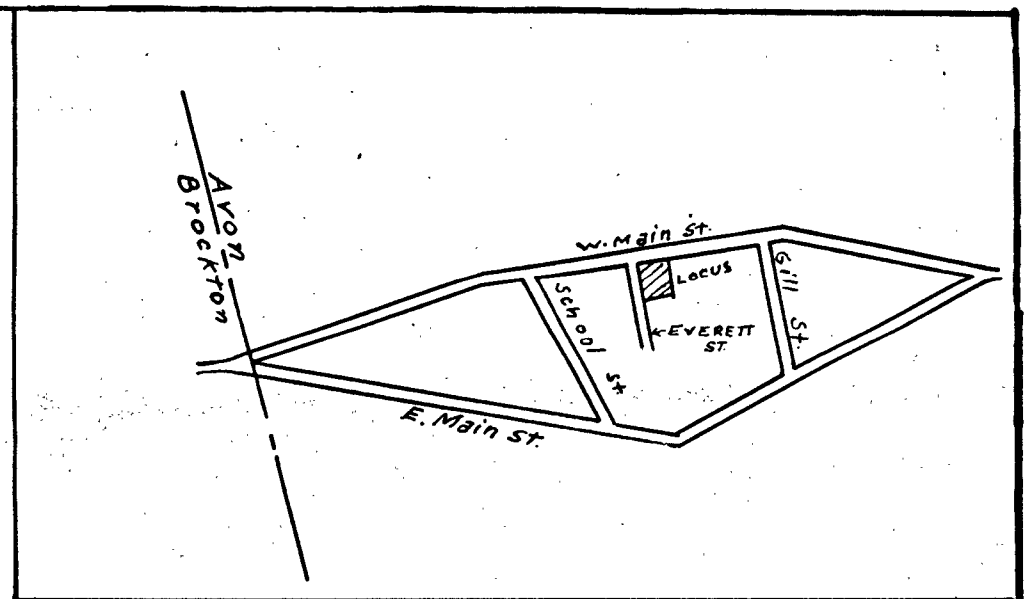 Avon
Brockton
W. Main St.
School St
LOCUS
Gill St.
EVERETT
ST.
E. Main St.